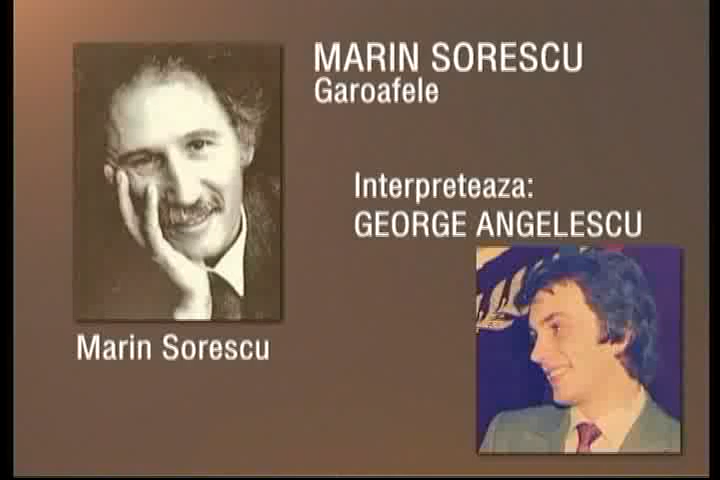 MARIN SORESCU
Garoafele
Interpreteaza:
GEORGE ANGELESCU
Marin Sorescu